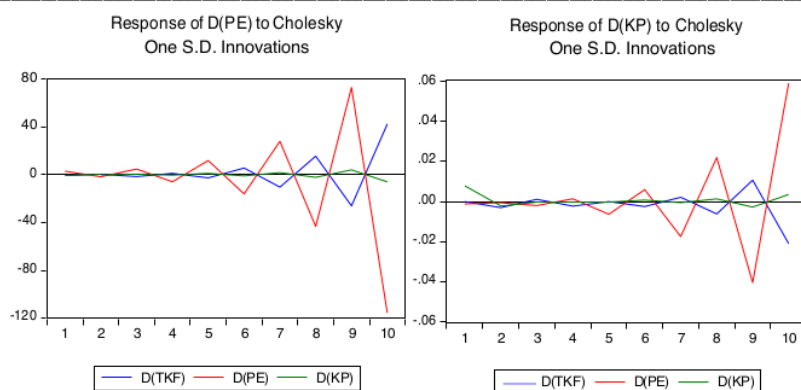 Response of D(PE) to Cholesky
One S.D. Innovations
80
40
0
-40
-80
-120
1 2 3 4 5 6 7 8 9 10
D(TKF) D(PE) D(KP)
Response of D(KP) to Cholesky
One S.D. Innovations
.06
.04
.02
.00
-.02
-.04
-.06
1 2 3 4 5 6 7 8 9 10
D(TKF) D(PE) D(KP)